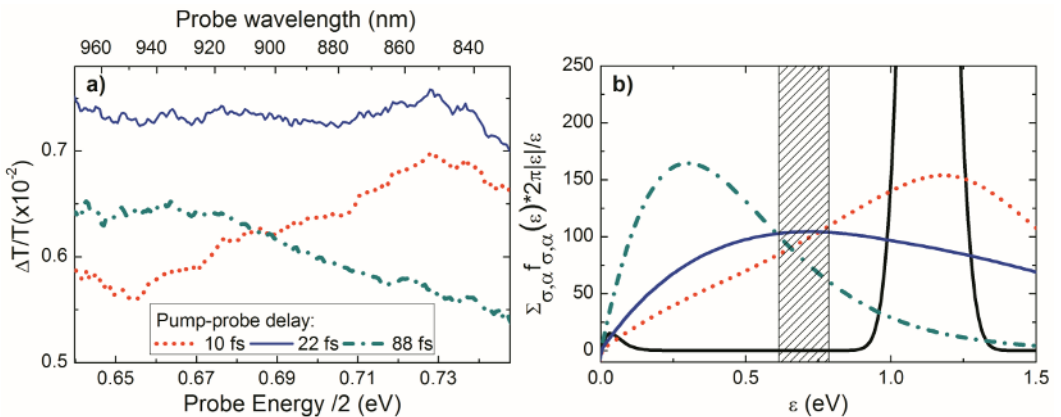 Probe wavelength (nm)
960 940 920 900 880 860 840
a)
0.7
0.6
0.5
ΔT/T(x10⁻²)
Pump-probe delay:
10 fs 22 fs 88 fs
0.65 0.67 0.69 0.71 0.73
Probe Energy /2 (eV)
b)
250
200
150
100
50
0
Σσ,α fσ,α(ε)*2π|ε|/ε
0.0 0.5 1.0 1.5
ε (eV)